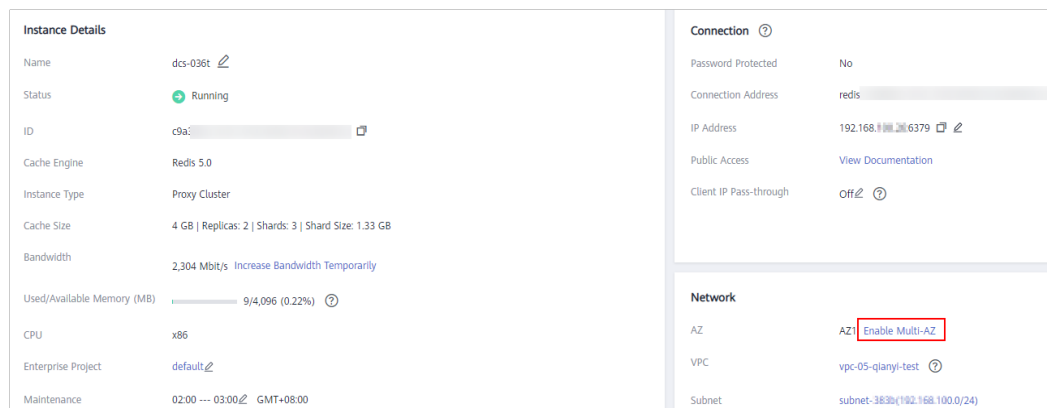 Instance Details
Name dcs-036t
Status Running
ID c9a3
Cache Engine Redis 5.0
Instance Type Proxy Cluster
Cache Size 4 GB | Replicas: 2 | Shards: 3 | Shard Size: 1.33 GB
Bandwidth 2,304 Mbit/s Increase Bandwidth Temporarily
Used/Available Memory (MB) 9/4,096 (0.22%)
CPU x86
Enterprise Project default
Maintenance 02:00 --- 03:00 GMT+08:00
Connection
Password Protected No
Connection Address redis
IP Address 192.168. :6379
Public Access View Documentation
Client IP Pass-through Off
Network
AZ AZ1 Enable Multi-AZ
VPC vpc-05-qianyi-test
Subnet subnet-383b(192.168.100.0/24)